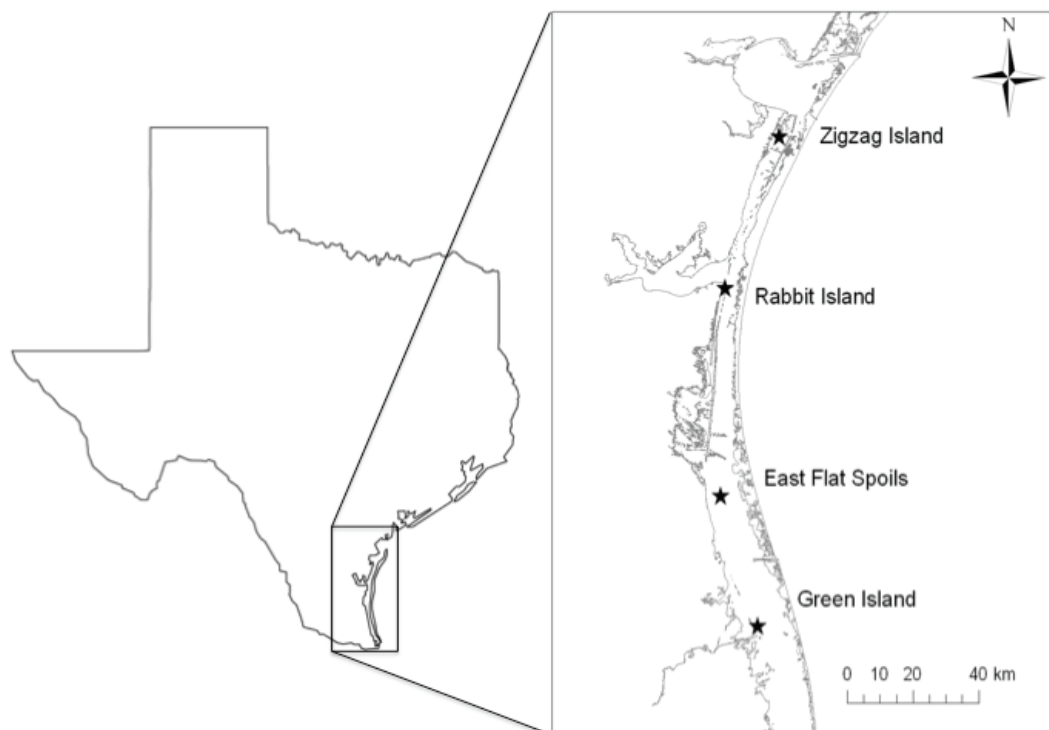 N
Zigzag Island
Rabbit Island
East Flat Spoils
Green Island
0 10 20 40 km